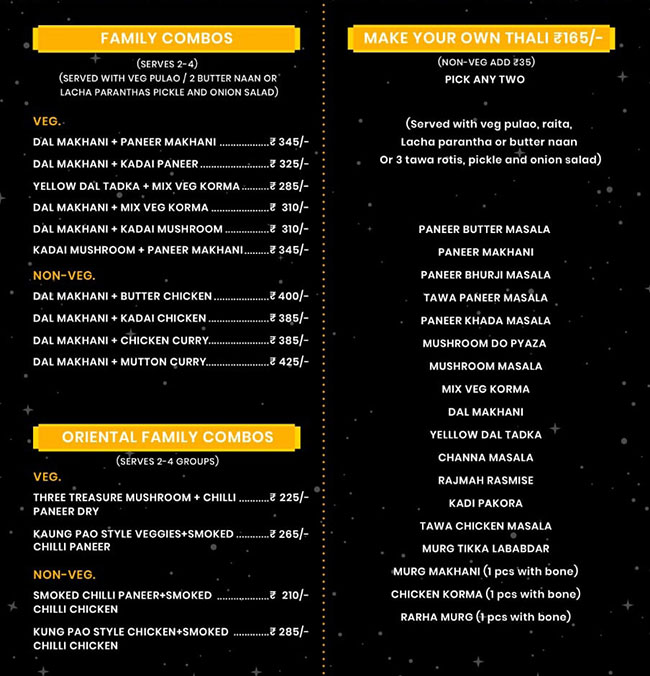 FAMILY COMBOS
(SERVES 2-4)
(SERVED WITH VEG PULAO / 2 BUTTER NAAN OR
LACHA PARANTHAS PICKLE AND ONION SALAD)
VEG.
DAL MAKHANI + PANEER MAKHANI ..................₹ 345/-
DAL MAKHANI + KADAI PANEER ........................₹ 325/-
YELLOW DAL TADKA + MIX VEG KORMA .........₹ 285/-
DAL MAKHANI + MIX VEG KORMA .....................₹ 310/-
DAL MAKHANI + KADAI MUSHROOM ................₹ 310/-
KADAI MUSHROOM + PANEER MAKHANI.........₹ 345/-
NON-VEG.
DAL MAKHANI + BUTTER CHICKEN ....................₹ 400/-
DAL MAKHANI + KADAI CHICKEN ......................₹ 385/-
DAL MAKHANI + CHICKEN CURRY.....................₹ 385/-
DAL MAKHANI + MUTTON CURRY......................₹ 425/-
ORIENTAL FAMILY COMBOS
(SERVES 2-4 GROUPS)
VEG.
THREE TREASURE MUSHROOM + CHILLI ...........₹ 225/-
PANEER DRY
KAUNG PAO STYLE VEGGIES+SMOKED ............₹ 265/-
CHILLI PANEER
NON-VEG.
SMOKED CHILLI PANEER+SMOKED ..................₹ 210/-
CHILLI CHICKEN
KUNG PAO STYLE CHICKEN+SMOKED ............₹ 285/-
CHILLI CHICKEN
MAKE YOUR OWN THALI ₹165/-
(NON-VEG ADD ₹35)
PICK ANY TWO
(Served with veg pulao, raita,
Lacha parantha or butter naan
Or 3 tawa rotis, pickle and onion salad)
PANEER BUTTER MASALA
PANEER MAKHANI
PANEER BHURJI MASALA
TAWA PANEER MASALA
PANEER KHADA MASALA
MUSHROOM DO PYAZA
MUSHROOM MASALA
MIX VEG KORMA
DAL MAKHANI
YELLLOW DAL TADKA
CHANNA MASALA
RAJMAH RASMISE
KADI PAKORA
TAWA CHICKEN MASALA
MURG TIKKA LABABDAR
MURG MAKHANI (1 pcs with bone)
CHICKEN KORMA (1 pcs with bone)
RARHA MURG (1 pcs with bone)